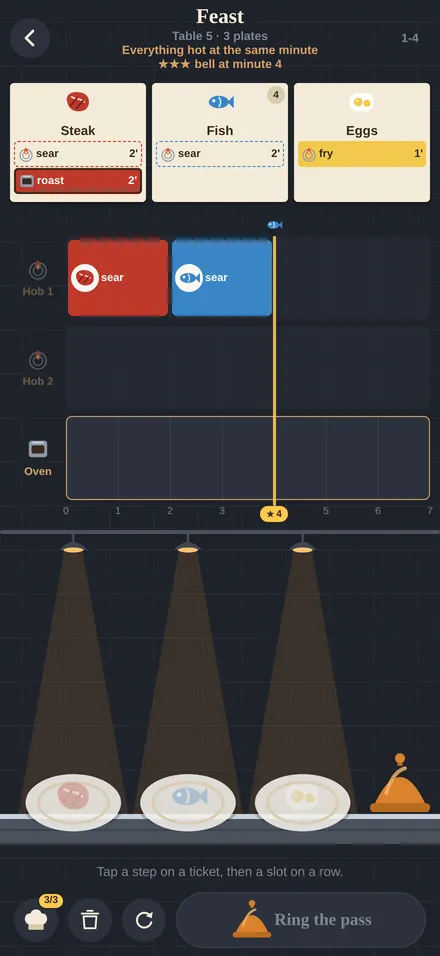 Feast
Table 5 · 3 plates
1-4
Everything hot at the same minute
★★★ bell at minute 4
4
Steak
Fish
Eggs
sear 2'
sear 2'
fry 1'
roast 2'
Hob 1
sear
sear
Hob 2
Oven
0 1 2 3 ★4 5 6 7
Tap a step on a ticket, then a slot on a row.
3/3
Ring the pass